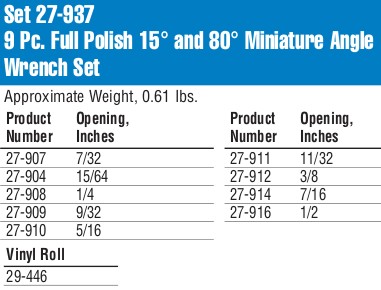 Set 27-937
9 Pc. Full Polish 15° and 80° Miniature Angle
Wrench Set
Approximate Weight, 0.61 lbs.
Product Number Opening, Inches
27-907 7/32
27-904 15/64
27-908 1/4
27-909 9/32
27-910 5/16
Product Number Opening, Inches
27-911 11/32
27-912 3/8
27-914 7/16
27-916 1/2
Vinyl Roll
29-446